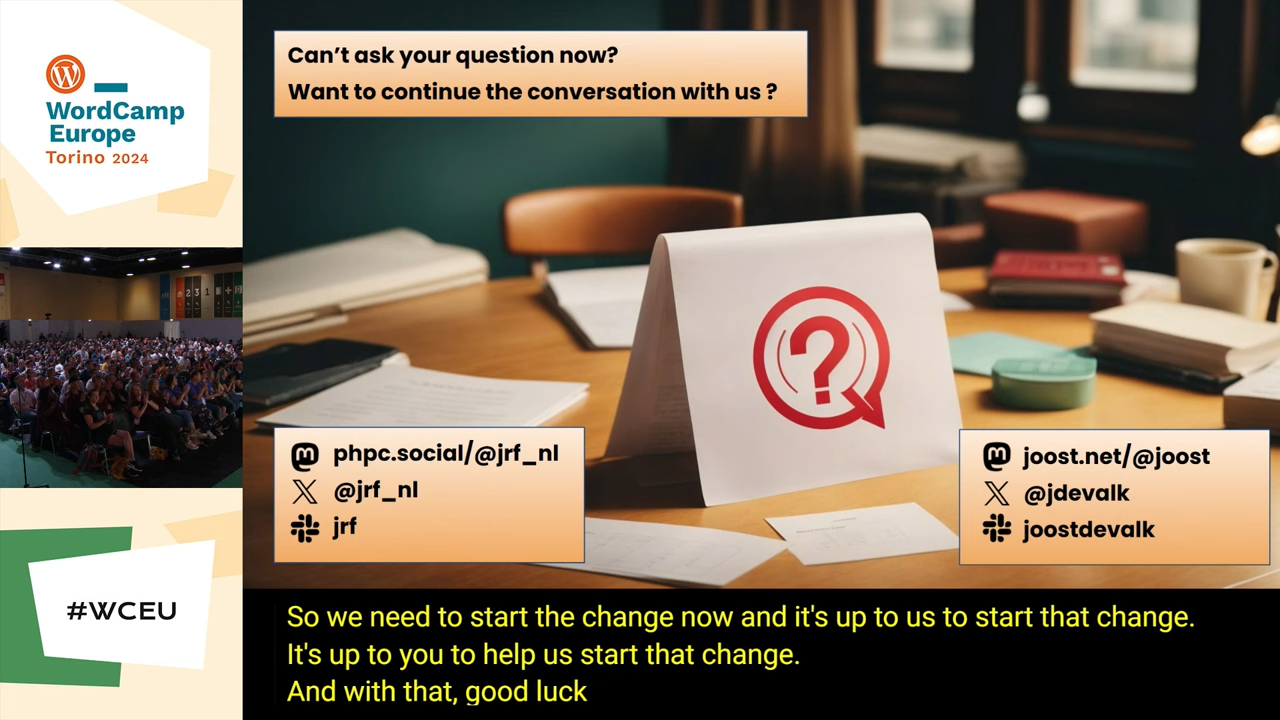 WordCamp
Europe
Torino 2024
#WCEU
Can’t ask your question now?
Want to continue the conversation with us ?
phpc.social/@jrf_nl
@jrf_nl
jrf
joost.net/@joost
@jdevalk
joostdevalk
So we need to start the change now and it's up to us to start that change.
It's up to you to help us start that change.
And with that, good luck